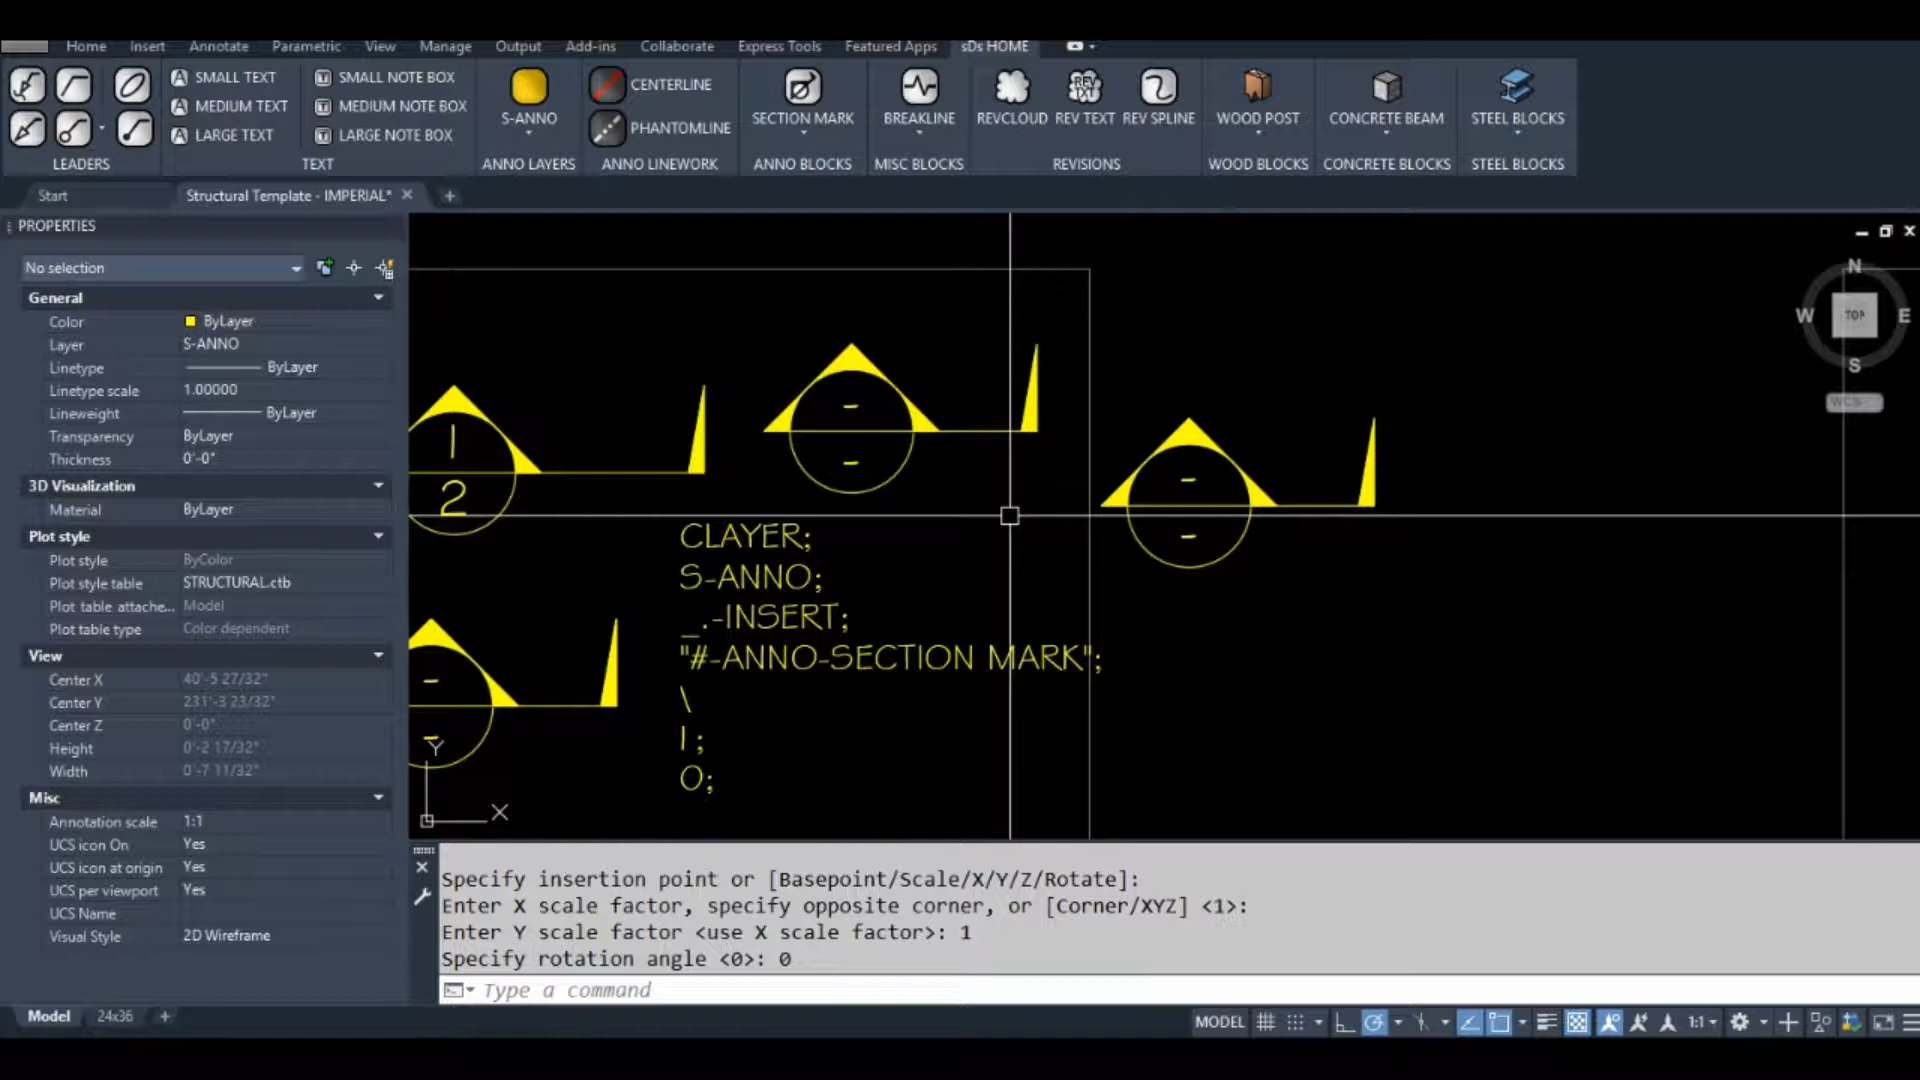 Home Insert Annotate Parametric View Manage Output Add-ins Collaborate Express Tools Featured Apps sDs HOME
SMALL TEXT
MEDIUM TEXT
LARGE TEXT
SMALL NOTE BOX
MEDIUM NOTE BOX
LARGE NOTE BOX
S-ANNO
CENTERLINE
PHANTOMLINE
SECTION MARK
BREAKLINE
REVCLOUD
REV TEXT
REV SPLINE
WOOD POST
CONCRETE BEAM
STEEL BLOCKS
LEADERS
TEXT
ANNO LAYERS
ANNO LINEWORK
ANNO BLOCKS
MISC BLOCKS
REVISIONS
WOOD BLOCKS
CONCRETE BLOCKS
STEEL BLOCKS
Start
Structural Template - IMPERIAL*
PROPERTIES
No selection
General
Color ByLayer
Layer S-ANNO
Linetype ByLayer
Linetype scale 1.00000
Lineweight ByLayer
Transparency ByLayer
Thickness 0'-0"
3D Visualization
Material ByLayer
Plot style
Plot style ByColor
Plot style table STRUCTURAL.ctb
Plot table attache... Model
Plot table type Color dependent
View
Center X 40'-5 27/32"
Center Y 231'-3 23/32"
Center Z 0'-0"
Height 0'-2 17/32"
Width 0'-7 11/32"
Misc
Annotation scale 1:1
UCS icon On Yes
UCS icon at origin Yes
UCS per viewport Yes
UCS Name
Visual Style 2D Wireframe
1
2
-
-
-
-
-
-
CLAYER;
S-ANNO;
_.-INSERT;
"#-ANNO-SECTION MARK";
\
1;
0;
Y
X
N
W TOP E
S
WCS
Specify insertion point or [Basepoint/Scale/X/Y/Z/Rotate]:
Enter X scale factor, specify opposite corner, or [Corner/XYZ] <1>:
Enter Y scale factor <use X scale factor>: 1
Specify rotation angle <0>: 0
Type a command
Model 24x36 +
MODEL 1:1